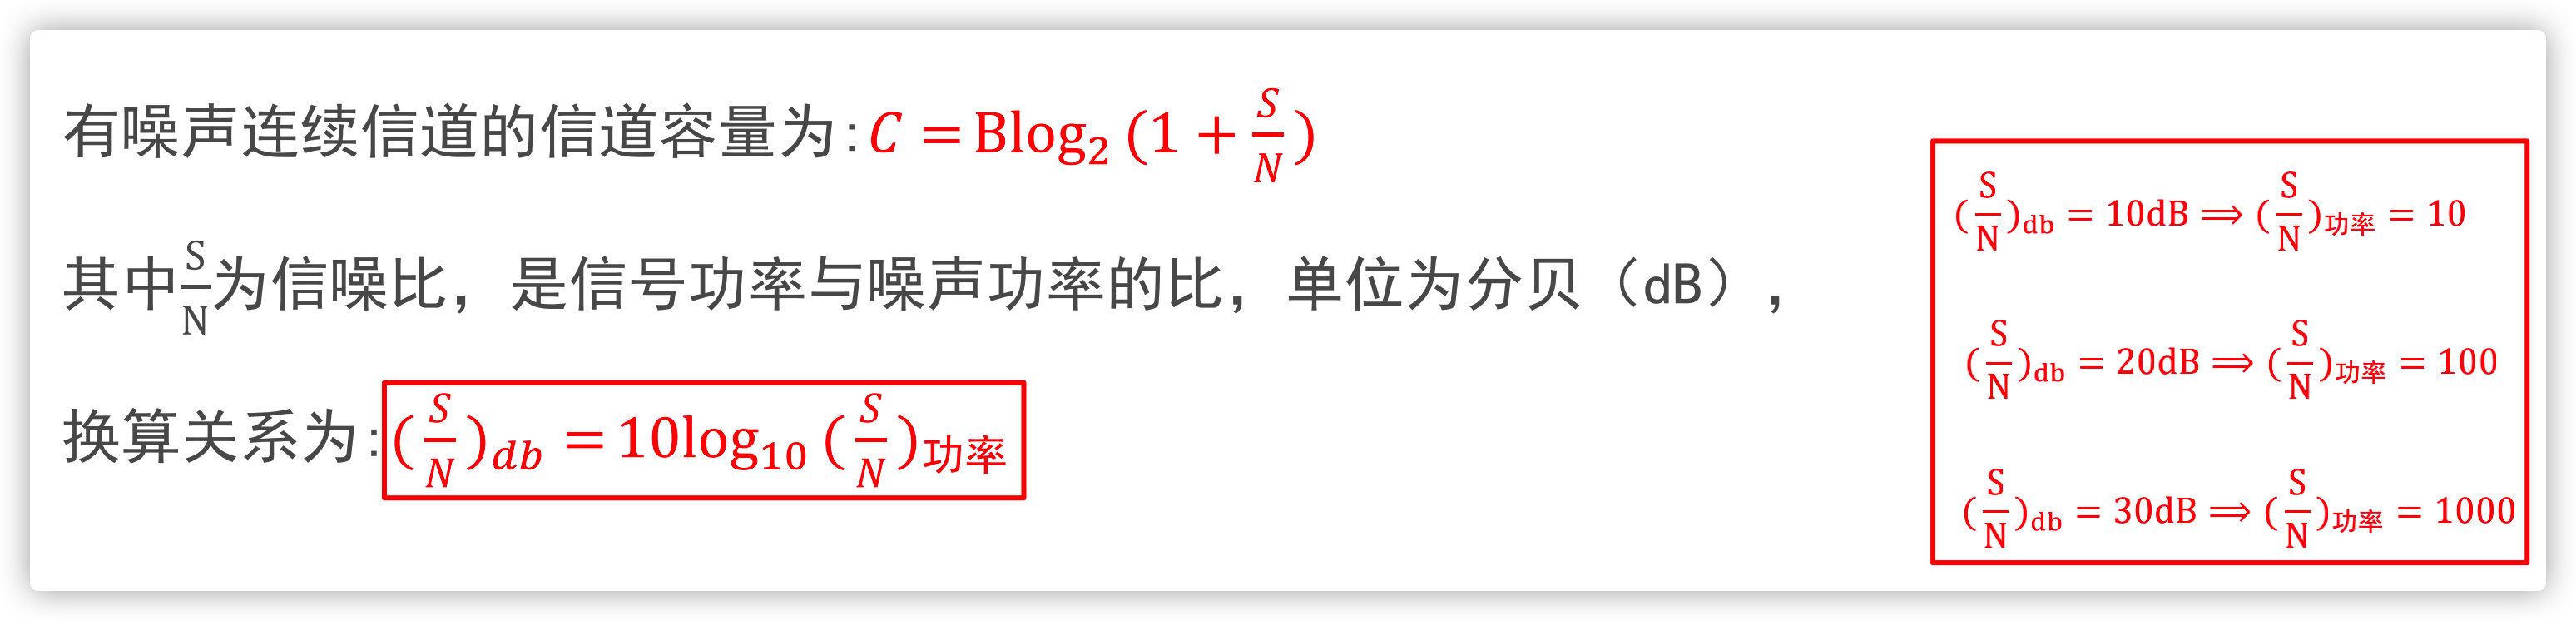 有噪声连续信道的信道容量为：C = Blog₂ (1 + S/N)
其中S/N为信噪比，是信号功率与噪声功率的比，单位为分贝（dB），
换算关系为：(S/N)db = 10log₁₀ (S/N)功率
(S/N)db = 10dB ⟹ (S/N)功率 = 10
(S/N)db = 20dB ⟹ (S/N)功率 = 100
(S/N)db = 30dB ⟹ (S/N)功率 = 1000